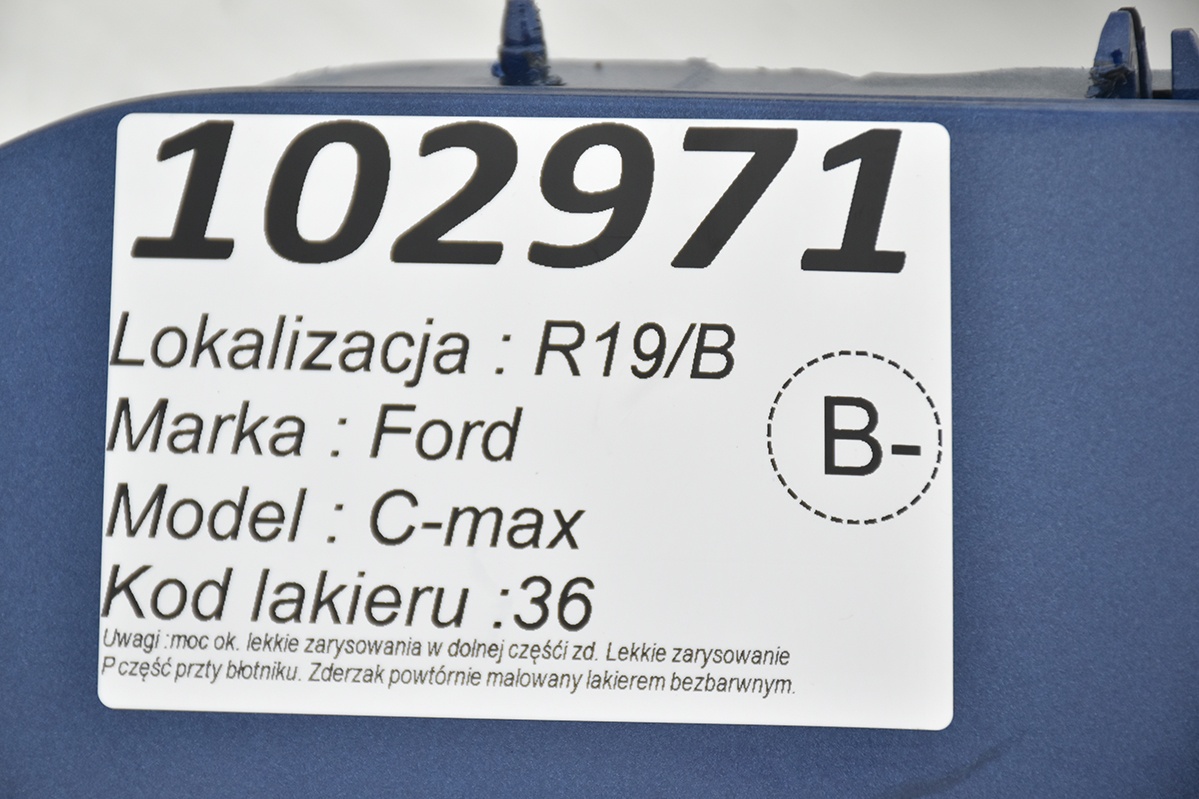 102971
Lokalizacja : R19/B
Marka : Ford
B-
Model : C-max
Kod lakieru :36
Uwagi :moc ok. lekkie zarysowania w dolnej częśći zd. Lekkie zarysowanie
P część przty błotniku. Zderzak powtórnie malowany lakierem bezbarwnym.